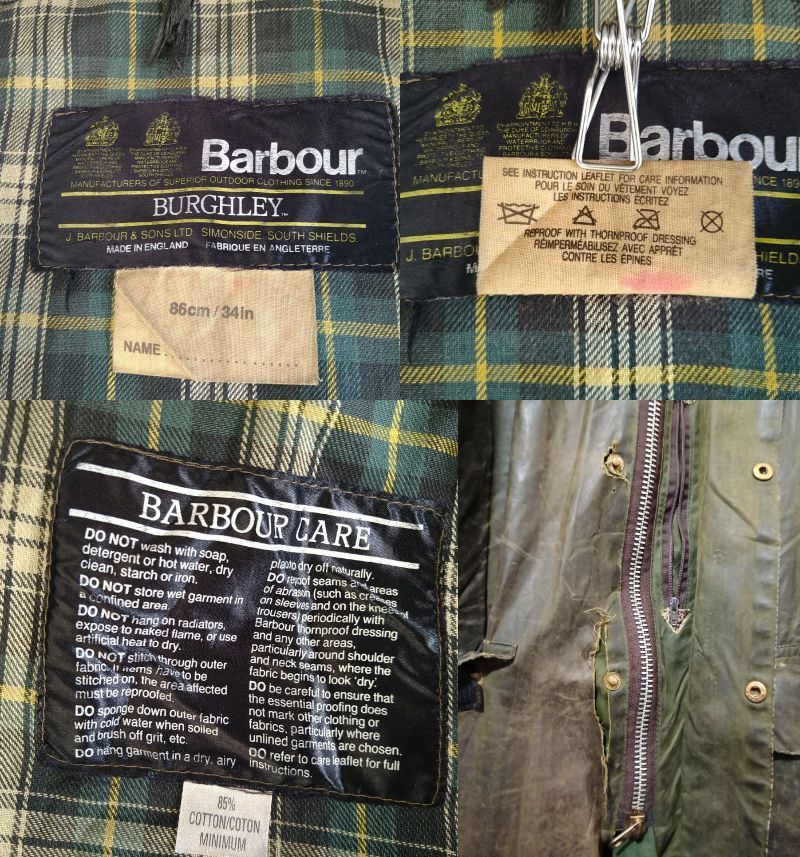 Barbour™
MANUFACTURERS OF SUPERIOR OUTDOOR CLOTHING SINCE 1890
BURGHLEY™
J. BARBOUR & SONS LTD. SIMONSIDE SOUTH SHIELDS.
MADE IN ENGLAND FABRIQUE EN ANGLETERRE
86cm / 34in
NAME
THE DUKE OF EDINBURGH
WATERPROOF AND
PROTECTIVE CLOTHING
Barbour
SEE INSTRUCTION LEAFLET FOR CARE INFORMATION
POUR LE SOIN DU VÊTEMENT VOYEZ
LES INSTRUCTIONS ÉCRITEZ
REPROOF WITH THORNPROOF DRESSING
RÉIMPERMÉABILISEZ AVEC APPRÊT
CONTRE LES ÉPINES
BARBOUR CARE
DO NOT wash with soap,
detergent or hot water, dry
clean, starch or iron.
DO NOT store wet garment in
a confined area
DO NOT hang on radiators,
expose to naked flame, or use
artificial heat to dry.
DO NOT stitch through outer
fabric. If items have to be
stitched on, the area affected
must be reproofed.
DO sponge down outer fabric
with cold water when soiled
and brush off grit, etc.
DO hang garment in a dry, airy
place to dry off naturally.
DO reproof seams and areas
of abrasion (such as creases
on sleeves and on the knees of
trousers) periodically with
Barbour thornproof dressing
and any other areas,
particularly around shoulder
and neck seams, where the
fabric begins to look 'dry'.
DO be careful to ensure that
the essential proofing does
not mark other clothing or
fabrics, particularly where
unlined garments are chosen.
DO refer to care leaflet for full
instructions.
85%
COTTON/COTON
MINIMUM